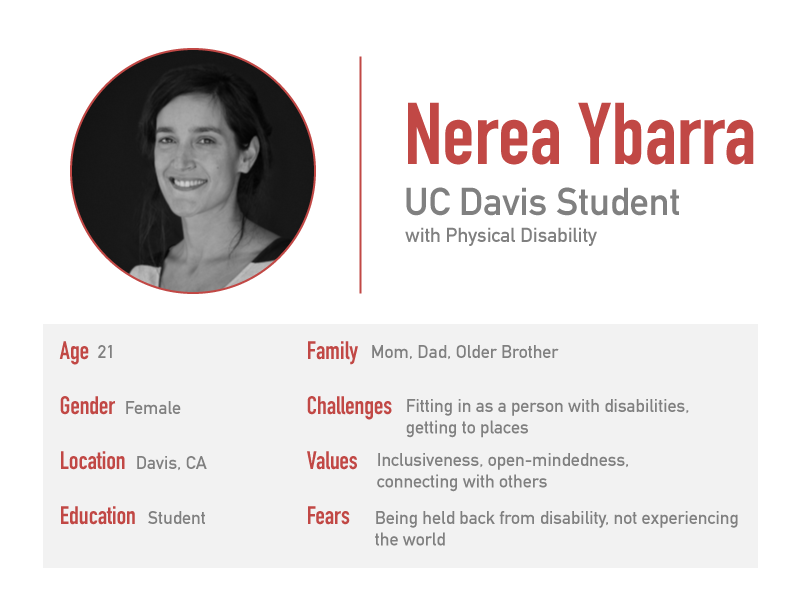 Nerea Ybarra
UC Davis Student
with Physical Disability
Age 21
Gender Female
Location Davis, CA
Education Student
Family Mom, Dad, Older Brother
Challenges Fitting in as a person with disabilities,
getting to places
Values Inclusiveness, open-mindedness,
connecting with others
Fears Being held back from disability, not experiencing
the world